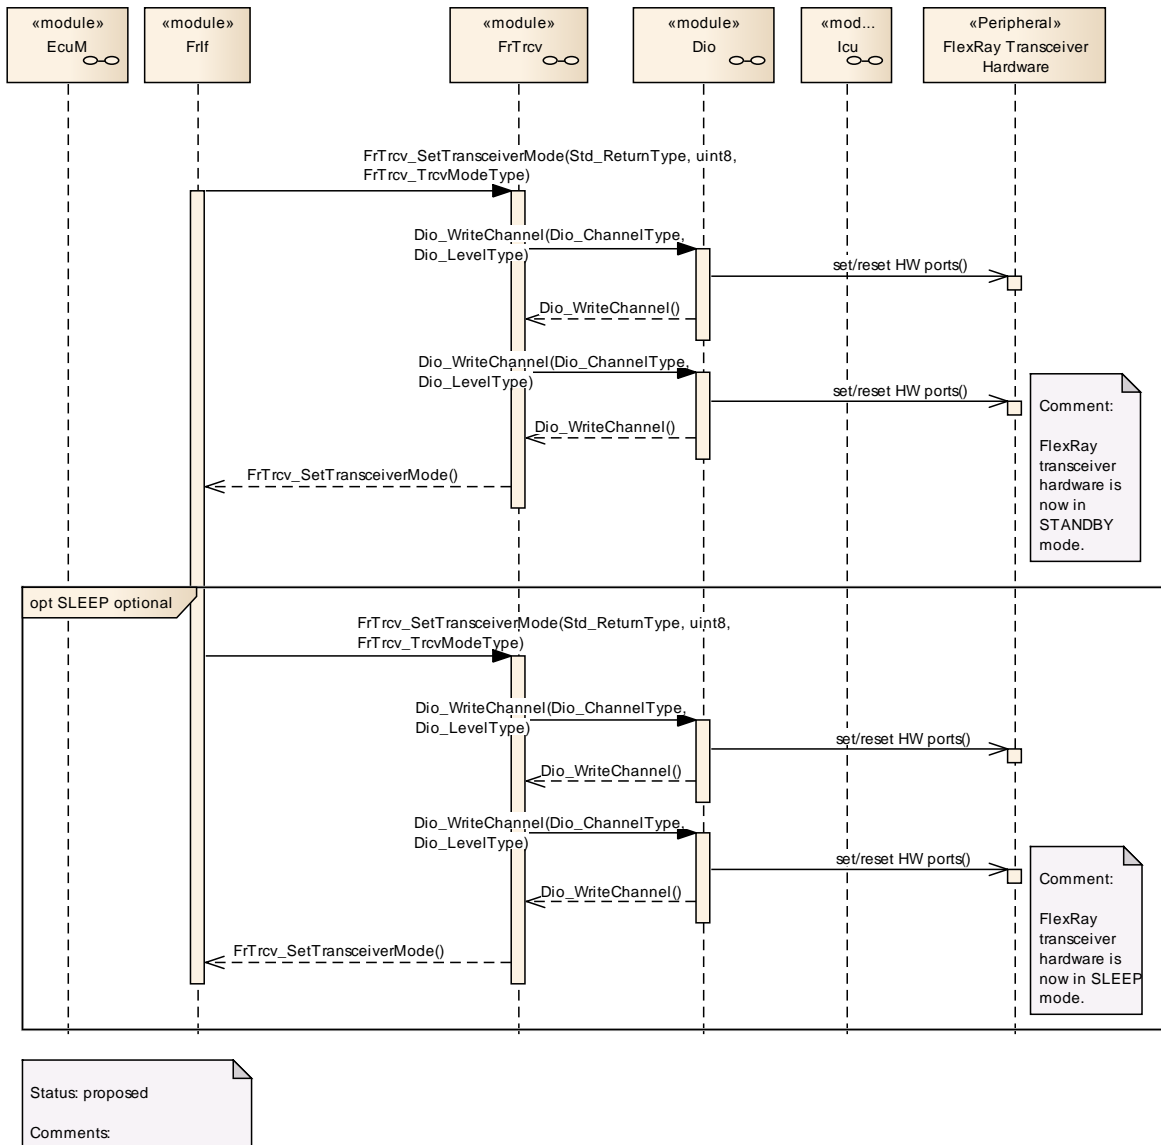 «module»
EcuM
«module»
FrIf
«module»
FrTrcv
«module»
Dio
«mod...
Icu
«Peripheral»
FlexRay Transceiver
Hardware
FrTrcv_SetTransceiverMode(Std_ReturnType, uint8,
FrTrcv_TrcvModeType)
Dio_WriteChannel(Dio_ChannelType,
Dio_LevelType)
set/reset HW ports()
Dio_WriteChannel()
Dio_WriteChannel(Dio_ChannelType,
Dio_LevelType)
set/reset HW ports()
Dio_WriteChannel()
FrTrcv_SetTransceiverMode()
Comment:
FlexRay
transceiver
hardware is
now in
STANDBY
mode.
opt SLEEP optional
FrTrcv_SetTransceiverMode(Std_ReturnType, uint8,
FrTrcv_TrcvModeType)
Dio_WriteChannel(Dio_ChannelType,
Dio_LevelType)
set/reset HW ports()
Dio_WriteChannel()
Dio_WriteChannel(Dio_ChannelType,
Dio_LevelType)
set/reset HW ports()
Dio_WriteChannel()
FrTrcv_SetTransceiverMode()
Comment:
FlexRay
transceiver
hardware is
now in SLEEP
mode.
Status: proposed
Comments: